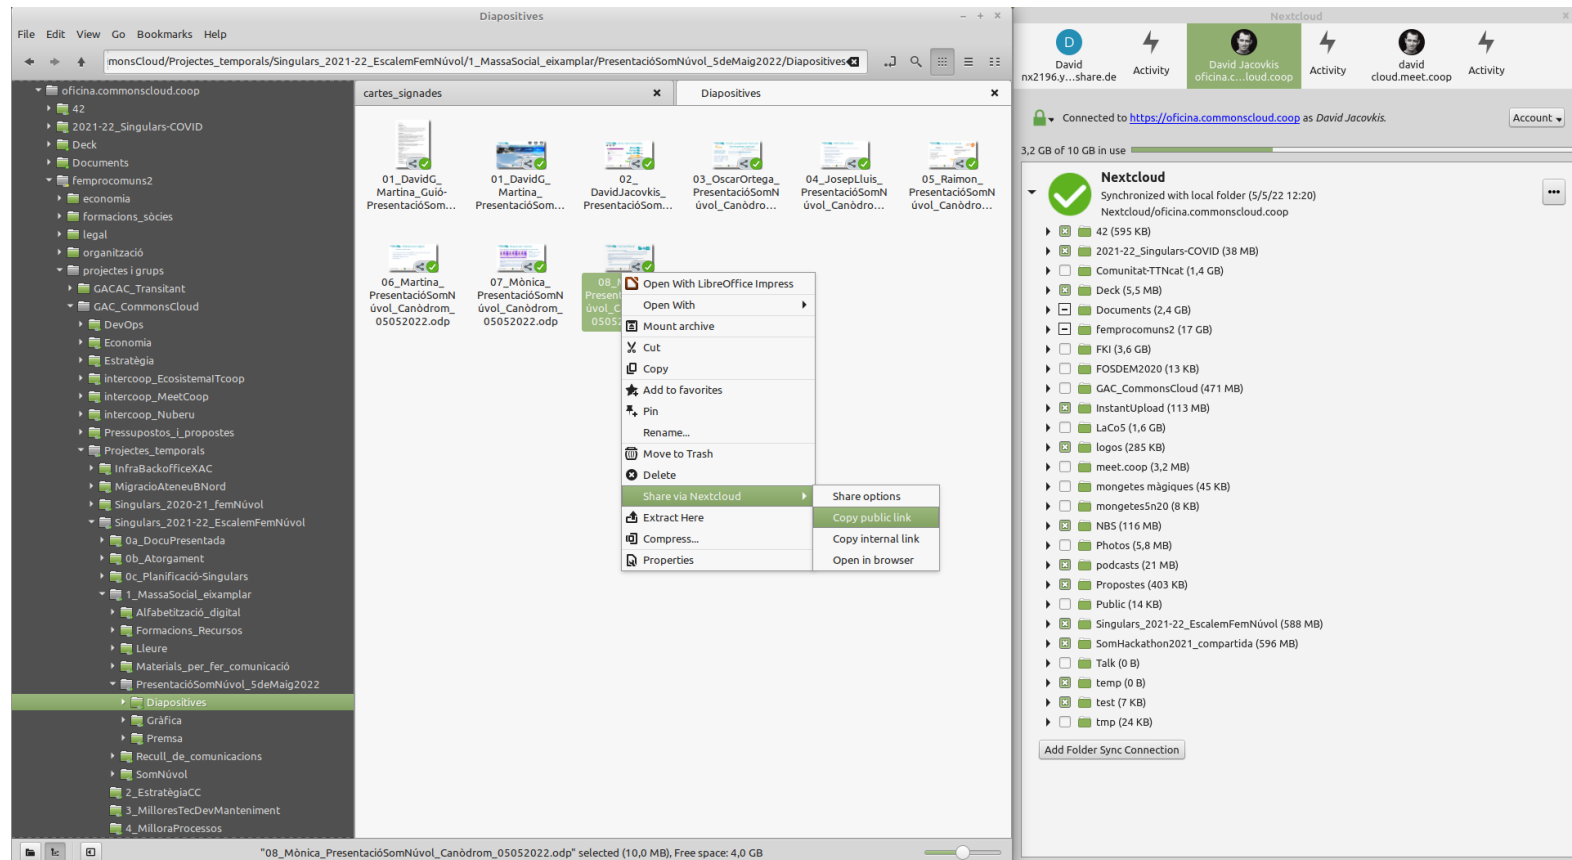 Diapositives
File Edit View Go Bookmarks Help
monsCloud/Projectes_temporals/Singulars_2021-22_EscalemFemNúvol/1_MassaSocial_eixamplar/PresentacióSomNúvol_5deMaig2022/Diapositives
oficina.commonscloud.coop
42
2021-22_Singulars-COVID
Deck
Documents
femprocomuns2
economia
formacions_sòcies
legal
organització
projectes i grups
GACAC_Transitant
GAC_CommonsCloud
DevOps
Economia
Estratègia
intercoop_EcosistemaITcoop
intercoop_MeetCoop
intercoop_Nuberu
Pressupostos_i_propostes
Projectes_temporals
InfraBackofficeXAC
MigracioAteneuBNord
Singulars_2020-21_femNúvol
Singulars_2021-22_EscalemFemNúvol
0a_DocuPresentada
0b_Atorgament
0c_Planificació-Singulars
1_MassaSocial_eixamplar
Alfabetització_digital
Formacions_Recursos
Lleure
Materials_per_fer_comunicació
PresentacióSomNúvol_5deMaig2022
Diapositives
Gràfica
Premsa
Recull_de_comunicacions
SomNúvol
2_EstratègiaCC
3_MilloresTecDevManteniment
4_MilloraProcessos
cartes_signades
Diapositives
01_DavidG_
Martina_Guió-
PresentacióSom...
01_DavidG_
Martina_
PresentacióSom...
02_
DavidJacovkis_
PresentacióSom...
03_OscarOrtega_
PresentacióSomN
úvol_Canòdro...
04_JosepLluis_
PresentacióSomN
úvol_Canòdro...
05_Raimon_
PresentacióSomN
úvol_Canòdro...
06_Martina_
PresentacióSomN
úvol_Canòdrom_
05052022.odp
07_Mònica_
PresentacióSomN
úvol_Canòdrom_
05052022.odp
Open With LibreOffice Impress
Open With
Mount archive
Cut
Copy
Add to favorites
Pin
Rename...
Move to Trash
Delete
Share via Nextcloud
Extract Here
Compress...
Properties
Share options
Copy public link
Copy internal link
Open in browser
"08_Mònica_PresentacióSomNúvol_Canòdrom_05052022.odp" selected (10,0 MB), Free space: 4,0 GB
Nextcloud
D
David
nx2196.y...share.de
Activity
David Jacovkis
oficina.c...loud.coop
Activity
david
cloud.meet.coop
Activity
Connected to https://oficina.commonscloud.coop as David Jacovkis.
Account
3,2 GB of 10 GB in use
Nextcloud
Synchronized with local folder (5/5/22 12:20)
Nextcloud/oficina.commonscloud.coop
42 (595 KB)
2021-22_Singulars-COVID (38 MB)
Comunitat-TTNcat (1,4 GB)
Deck (5,5 MB)
Documents (2,4 GB)
femprocomuns2 (17 GB)
FKI (3,6 GB)
FOSDEM2020 (13 KB)
GAC_CommonsCloud (471 MB)
InstantUpload (113 MB)
LaCo5 (1,6 GB)
logos (285 KB)
meet.coop (3,2 MB)
mongetes màgiques (45 KB)
mongetes5n20 (8 KB)
NBS (116 MB)
Photos (5,8 MB)
podcasts (21 MB)
Propostes (403 KB)
Public (14 KB)
Singulars_2021-22_EscalemFemNúvol (588 MB)
SomHackathon2021_compartida (596 MB)
Talk (0 B)
temp (0 B)
test (7 KB)
tmp (24 KB)
Add Folder Sync Connection